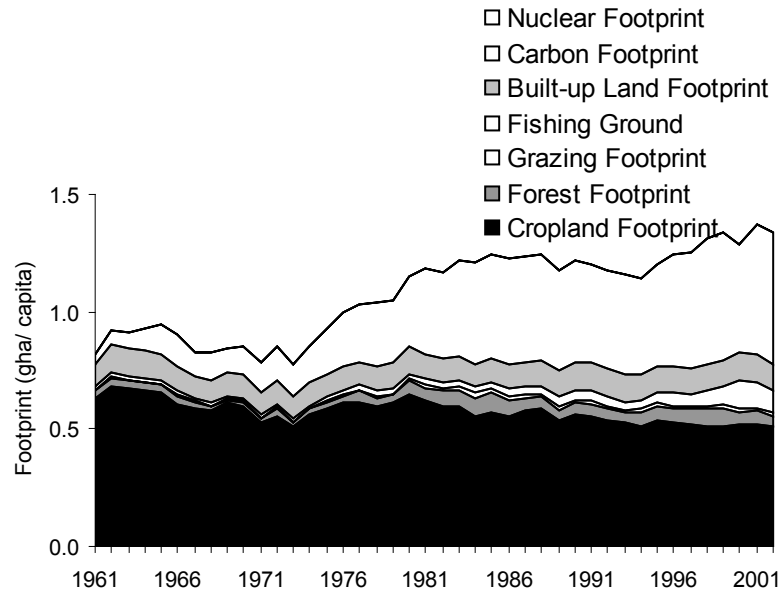 Nuclear Footprint
Carbon Footprint
Built-up Land Footprint
Fishing Ground
Grazing Footprint
Forest Footprint
Cropland Footprint
Footprint (gha/ capita)
1.5
1.0
0.5
0.0
1961 1966 1971 1976 1981 1986 1991 1996 2001